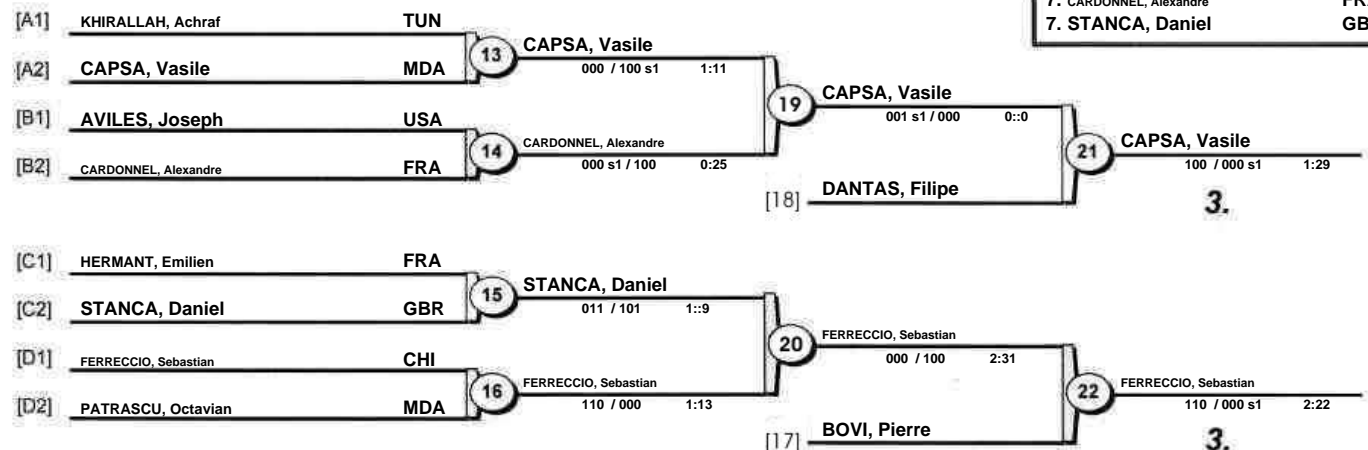 7. CARDONNEL, Alexandre
7. STANCA, Daniel GB
[A1] KHIRALLAH, Achraf TUN
[A2] CAPSA, Vasile MDA
13 CAPSA, Vasile
000 / 100 s1 1:11
[B1] AVILES, Joseph USA
[B2] CARDONNEL, Alexandre FRA
14 CARDONNEL, Alexandre
000 s1 / 100 0:25
19 CAPSA, Vasile
001 s1 / 000 0::0
[18] DANTAS, Filipe
21 CAPSA, Vasile
100 / 000 s1 1:29
3.
[C1] HERMANT, Emilien FRA
[C2] STANCA, Daniel GBR
15 STANCA, Daniel
011 / 101 1::9
[D1] FERRECCIO, Sebastian CHI
[D2] PATRASCU, Octavian MDA
16 FERRECCIO, Sebastian
110 / 000 1:13
20 FERRECCIO, Sebastian
000 / 100 2:31
[17] BOVI, Pierre
22 FERRECCIO, Sebastian
110 / 000 s1 2:22
3.